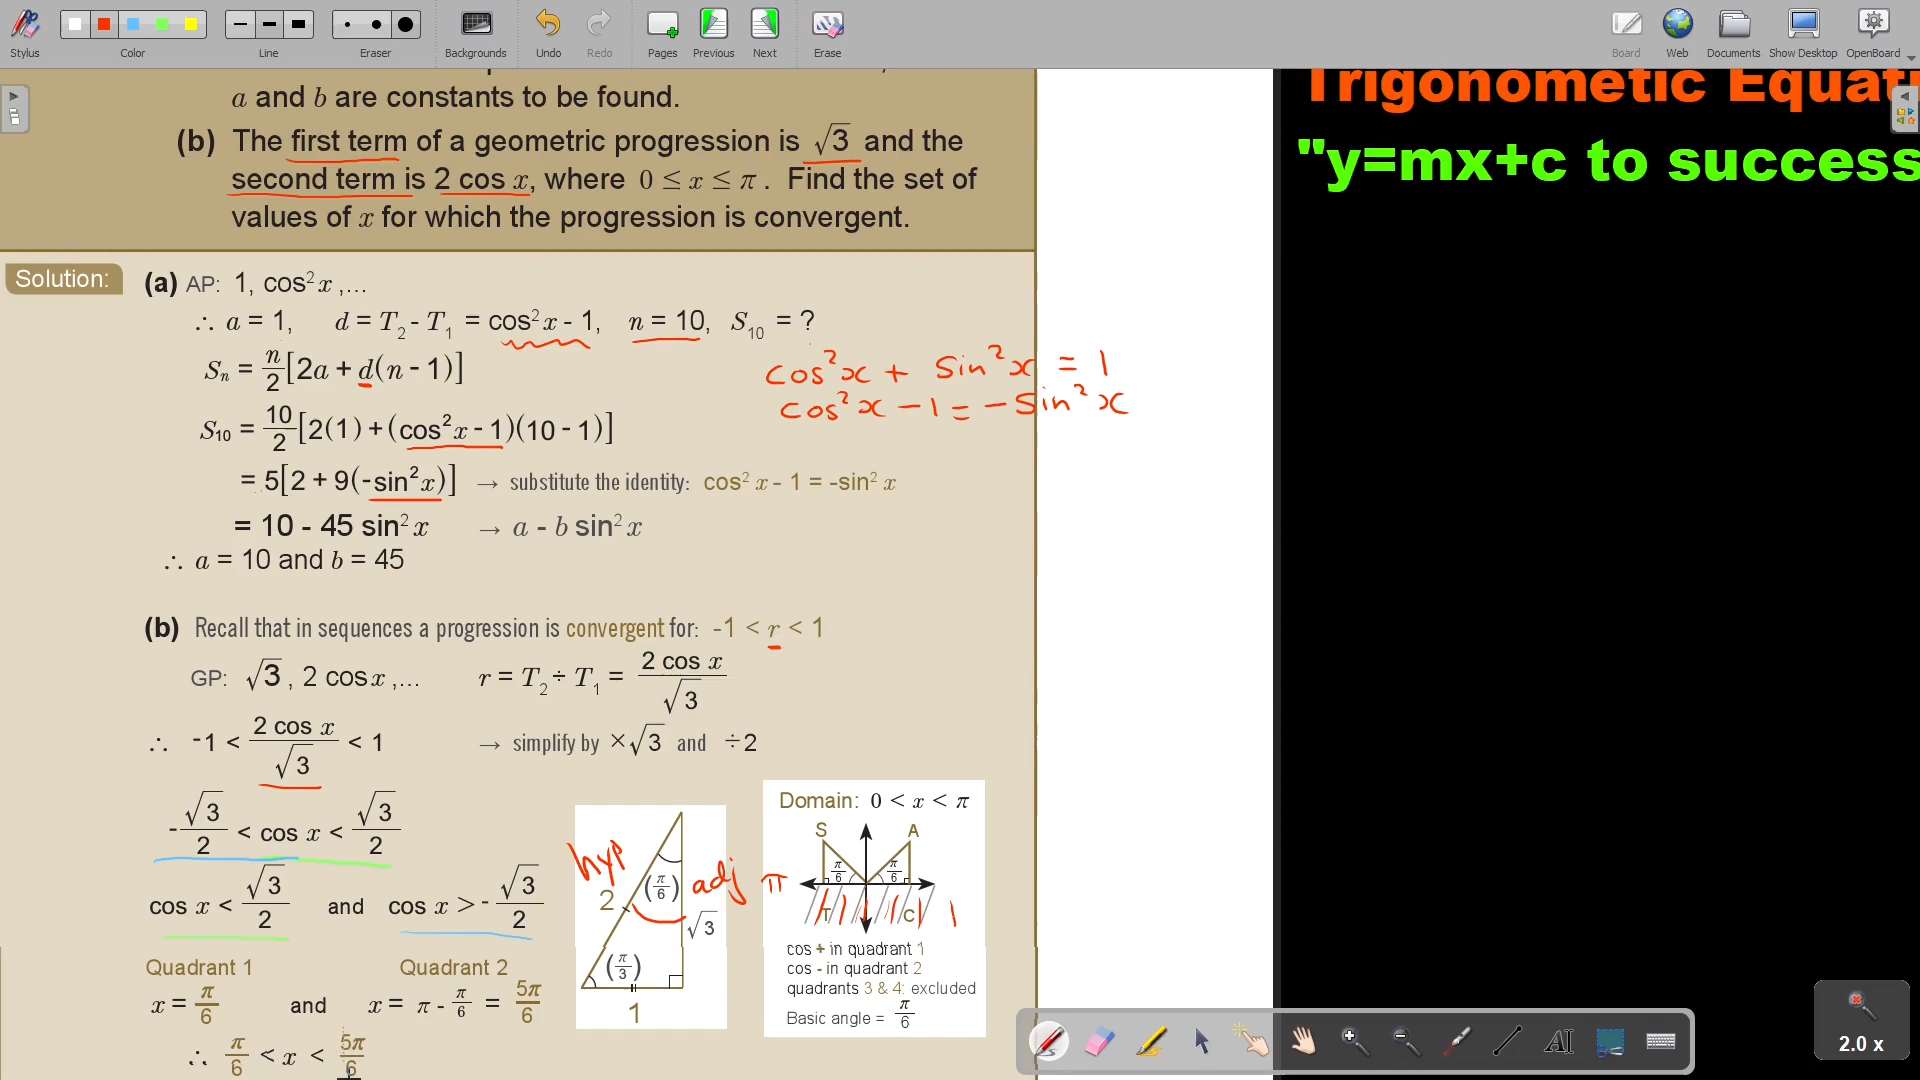 Stylus
Color
Line
Eraser
Backgrounds
Undo
Redo
Pages
Previous
Next
Erase
Board
Web
Documents
Show Desktop
OpenBoard
a and b are constants to be found.
(b) The first term of a geometric progression is √3 and the
second term is 2 cos x, where 0 ≤ x ≤ π. Find the set of
values of x for which the progression is convergent.
Trigonometric Equati
"y=mx+c to success
Solution:
(a) AP: 1, cos² x ,...
∴ a = 1, d = T₂ - T₁ = cos² x - 1, n = 10, S₁₀ = ?
Sₙ = n/2 [2a + d(n - 1)]
cos²x + sin²x = 1
cos²x - 1 = - sin²x
S₁₀ = 10/2 [2(1) + (cos²x - 1)(10 - 1)]
= 5[2 + 9(-sin²x)] → substitute the identity: cos² x - 1 = -sin² x
= 10 - 45 sin² x → a - b sin² x
∴ a = 10 and b = 45
(b) Recall that in sequences a progression is convergent for: -1 < r < 1
GP: √3 , 2 cos x ,... r = T₂ ÷ T₁ = 2 cos x / √3
∴ -1 < 2 cos x / √3 < 1 → simplify by ×√3 and ÷2
-√3/2 < cos x < √3/2
cos x < √3/2 and cos x > -√3/2
Quadrant 1 Quadrant 2
x = π/6 and x = π - π/6 = 5π/6
∴ π/6 < x < 5π/6
hyp
2
(π/6)
adj
√3
(π/3)
1
Domain: 0 < x < π
S A
π/6 π/6
π
T C
cos + in quadrant 1
cos - in quadrant 2
quadrants 3 & 4: excluded
Basic angle = π/6
AI
2.0 x